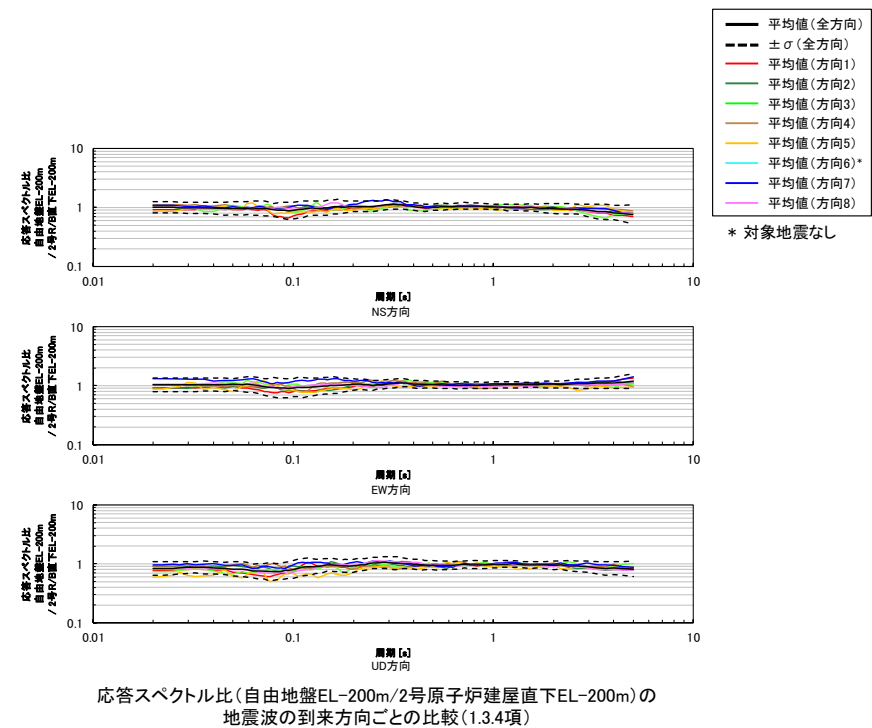 平均値(全方向)
±σ(全方向)
平均値(方向1)
平均値(方向2)
平均値(方向3)
平均値(方向4)
平均値(方向5)
平均値(方向6)*
平均値(方向7)
平均値(方向8)
* 対象地震なし
応答スペクトル比
自由地盤EL-200m
/ 2号R/B直下EL-200m
10
1
0.1
0.01
0.1
1
10
周期 [s]
NS方向
応答スペクトル比
自由地盤EL-200m
/ 2号R/B直下EL-200m
10
1
0.1
0.01
0.1
1
10
周期 [s]
EW方向
応答スペクトル比
自由地盤EL-200m
/ 2号R/B直下EL-200m
10
1
0.1
0.01
0.1
1
10
周期 [s]
UD方向
応答スペクトル比(自由地盤EL-200m/2号原子炉建屋直下EL-200m)の
地震波の到来方向ごとの比較(1.3.4項)